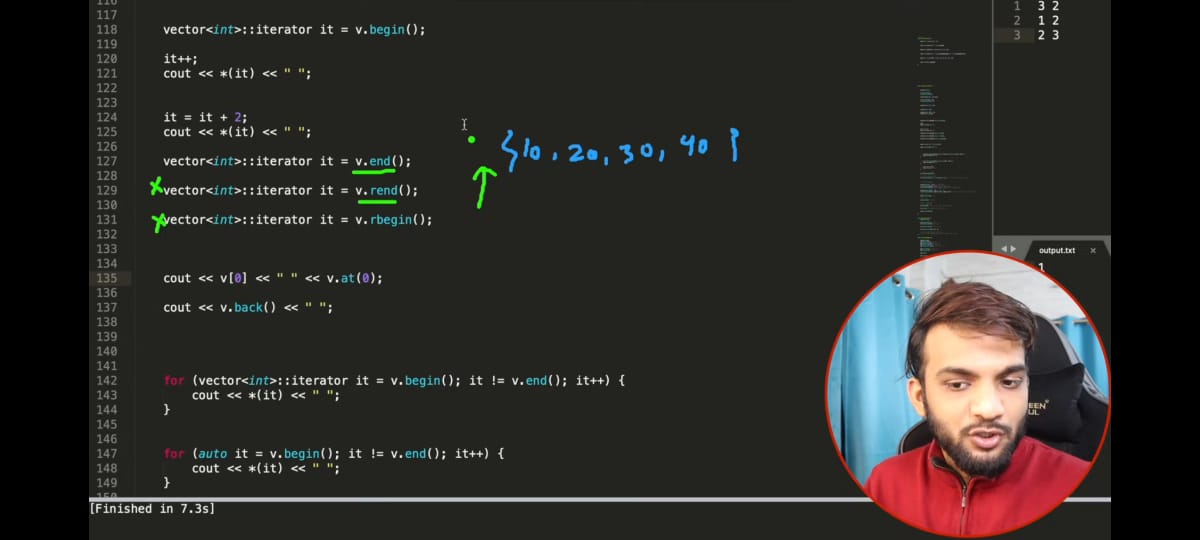 116
117
118 vector<int>::iterator it = v.begin();
119
120 it++;
121 cout << *(it) << " ";
122
123
124 it = it + 2;
125 cout << *(it) << " ";
126
{10, 20, 30, 40 }
127 vector<int>::iterator it = v.end();
128
129 vector<int>::iterator it = v.rend();
130
131 vector<int>::iterator it = v.rbegin();
132
133
134
135 cout << v[0] << " " << v.at(0);
136
137 cout << v.back() << " ";
138
139
140
141
142 for (vector<int>::iterator it = v.begin(); it != v.end(); it++) {
143 cout << *(it) << " ";
144 }
145
146
147 for (auto it = v.begin(); it != v.end(); it++) {
148 cout << *(it) << " ";
149 }
150
[Finished in 7.3s]
1 3 2
2 1 2
3 2 3
output.txt ×
1